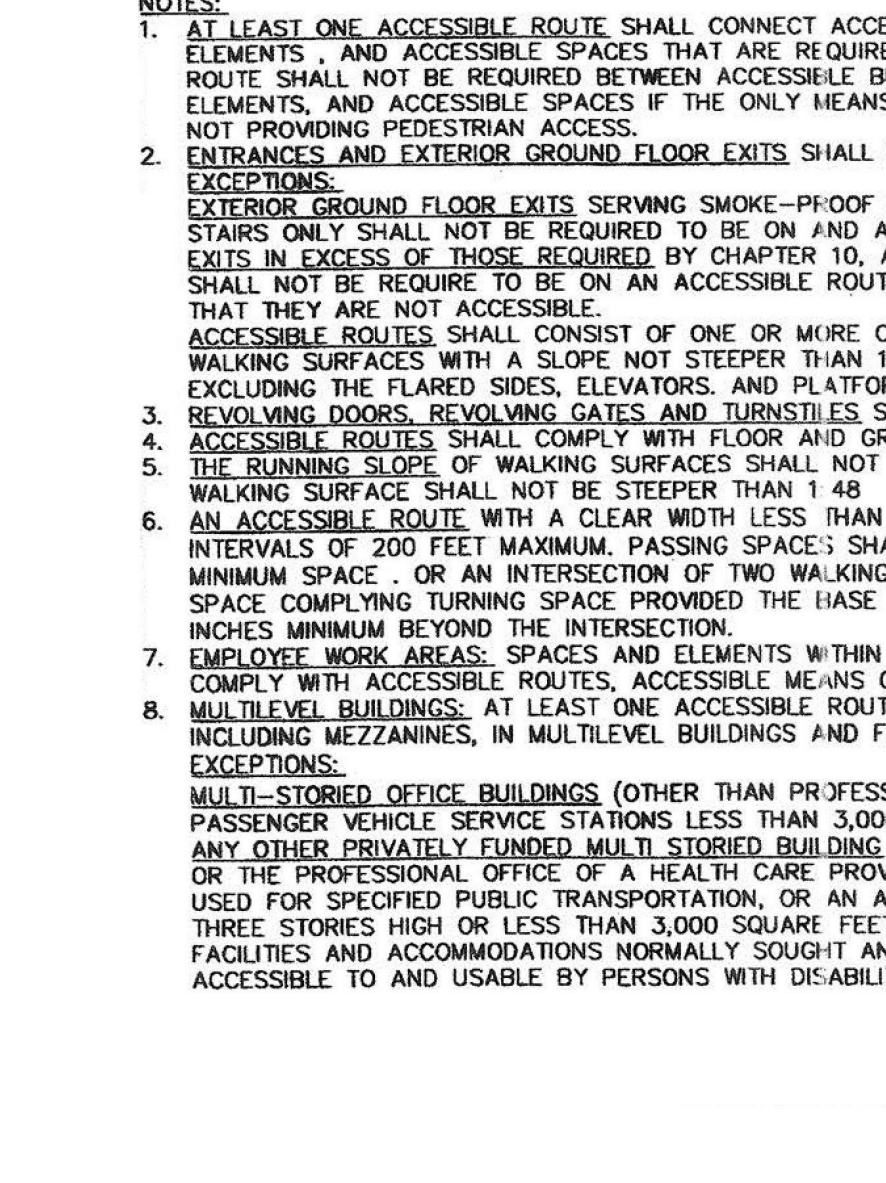 NOTES:
1. AT LEAST ONE ACCESSIBLE ROUTE SHALL CONNECT ACCE
ELEMENTS , AND ACCESSIBLE SPACES THAT ARE REQUIRE
ROUTE SHALL NOT BE REQUIRED BETWEEN ACCESSIBLE B
ELEMENTS, AND ACCESSIBLE SPACES IF THE ONLY MEANS
NOT PROVIDING PEDESTRIAN ACCESS.
2. ENTRANCES AND EXTERIOR GROUND FLOOR EXITS SHALL
EXCEPTIONS:
EXTERIOR GROUND FLOOR EXITS SERVING SMOKE-PROOF
STAIRS ONLY SHALL NOT BE REQUIRED TO BE ON AND A
EXITS IN EXCESS OF THOSE REQUIRED BY CHAPTER 10, A
SHALL NOT BE REQUIRE TO BE ON AN ACCESSIBLE ROUT
THAT THEY ARE NOT ACCESSIBLE.
ACCESSIBLE ROUTES SHALL CONSIST OF ONE OR MORE C
WALKING SURFACES WITH A SLOPE NOT STEEPER THAN 1
EXCLUDING THE FLARED SIDES, ELEVATORS. AND PLATFOR
3. REVOLVING DOORS, REVOLVING GATES AND TURNSTILES S
4. ACCESSIBLE ROUTES SHALL COMPLY WITH FLOOR AND GR
5. THE RUNNING SLOPE OF WALKING SURFACES SHALL NOT
WALKING SURFACE SHALL NOT BE STEEPER THAN 1:48
6. AN ACCESSIBLE ROUTE WITH A CLEAR WIDTH LESS THAN
INTERVALS OF 200 FEET MAXIMUM. PASSING SPACES SHA
MINIMUM SPACE . OR AN INTERSECTION OF TWO WALKING
SPACE COMPLYING TURNING SPACE PROVIDED THE BASE
INCHES MINIMUM BEYOND THE INTERSECTION.
7. EMPLOYEE WORK AREAS: SPACES AND ELEMENTS WITHIN
COMPLY WITH ACCESSIBLE ROUTES, ACCESSIBLE MEANS O
8. MULTILEVEL BUILDINGS: AT LEAST ONE ACCESSIBLE ROUT
INCLUDING MEZZANINES, IN MULTILEVEL BUILDINGS AND F
EXCEPTIONS:
MULTI-STORIED OFFICE BUILDINGS (OTHER THAN PROFESS
PASSENGER VEHICLE SERVICE STATIONS LESS THAN 3,00
ANY OTHER PRIVATELY FUNDED MULTI STORIED BUILDING
OR THE PROFESSIONAL OFFICE OF A HEALTH CARE PROV
USED FOR SPECIFIED PUBLIC TRANSPORTATION, OR AN A
THREE STORIES HIGH OR LESS THAN 3,000 SQUARE FEET
FACILITIES AND ACCOMMODATIONS NORMALLY SOUGHT AN
ACCESSIBLE TO AND USABLE BY PERSONS WITH DISABILI